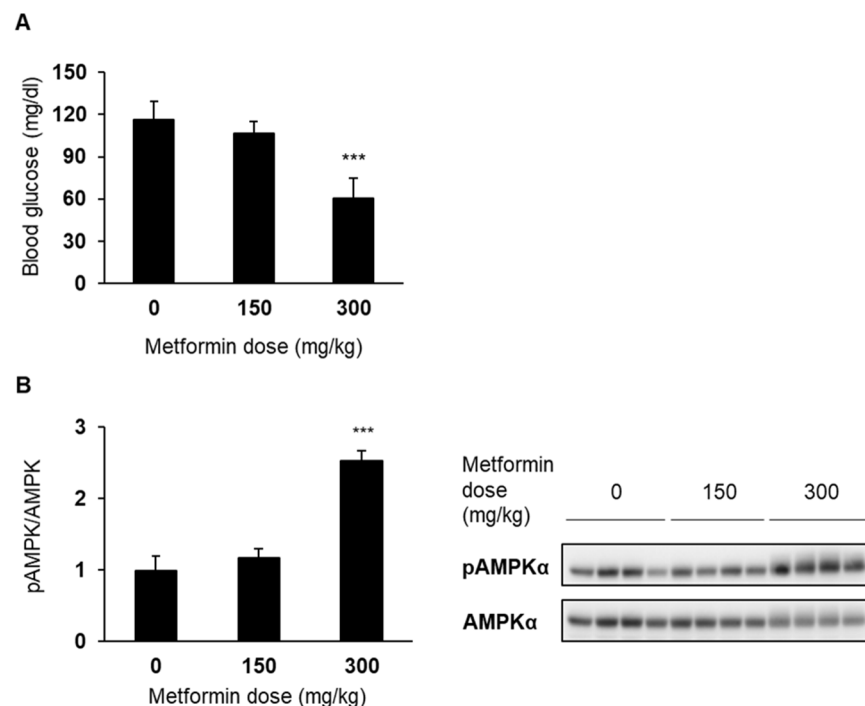 A
Blood glucose (mg/dl)
150
120
90
60
30
0
***
0 150 300
Metformin dose (mg/kg)
B
pAMPK/AMPK
3
2
1
0
***
0 150 300
Metformin dose (mg/kg)
Metformin
dose
(mg/kg)
0 150 300
pAMPKα
AMPKα